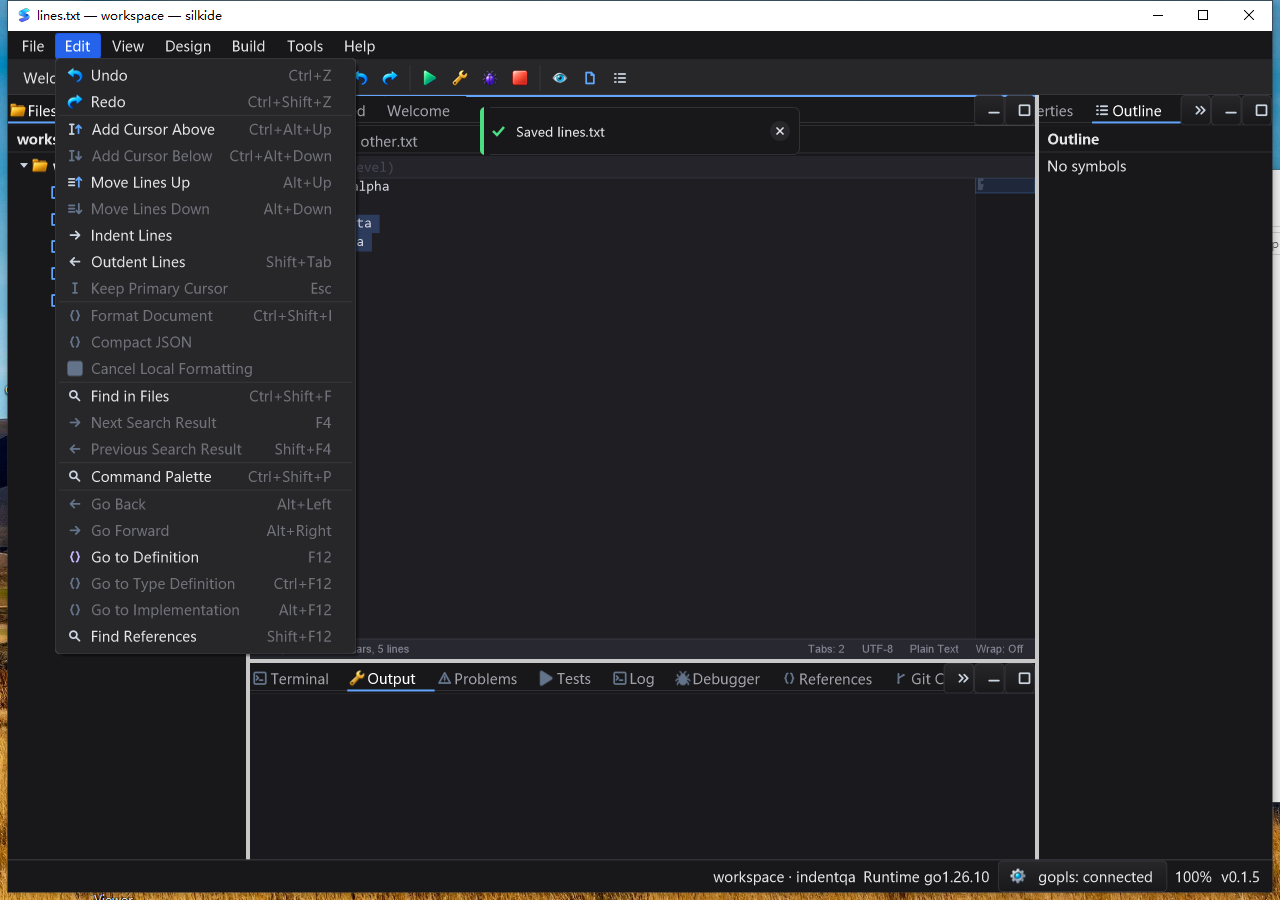 lines.txt — workspace — silkide
File Edit View Design Build Tools Help
Undo Ctrl+Z
Redo Ctrl+Shift+Z
Add Cursor Above Ctrl+Alt+Up
Add Cursor Below Ctrl+Alt+Down
Move Lines Up Alt+Up
Move Lines Down Alt+Down
Indent Lines
Outdent Lines Shift+Tab
Keep Primary Cursor Esc
Format Document Ctrl+Shift+I
Compact JSON
Cancel Local Formatting
Find in Files Ctrl+Shift+F
Next Search Result F4
Previous Search Result Shift+F4
Command Palette Ctrl+Shift+P
Go Back Alt+Left
Go Forward Alt+Right
Go to Definition F12
Go to Type Definition Ctrl+F12
Go to Implementation Alt+F12
Find References Shift+F12
Files
Welcome
other.txt
Saved lines.txt
Outline
Outline
No symbols
5 lines Tabs: 2 UTF-8 Plain Text Wrap: Off
Terminal Output Problems Tests Log Debugger References Git
workspace · indentqa Runtime go1.26.10 gopls: connected 100% v0.1.5